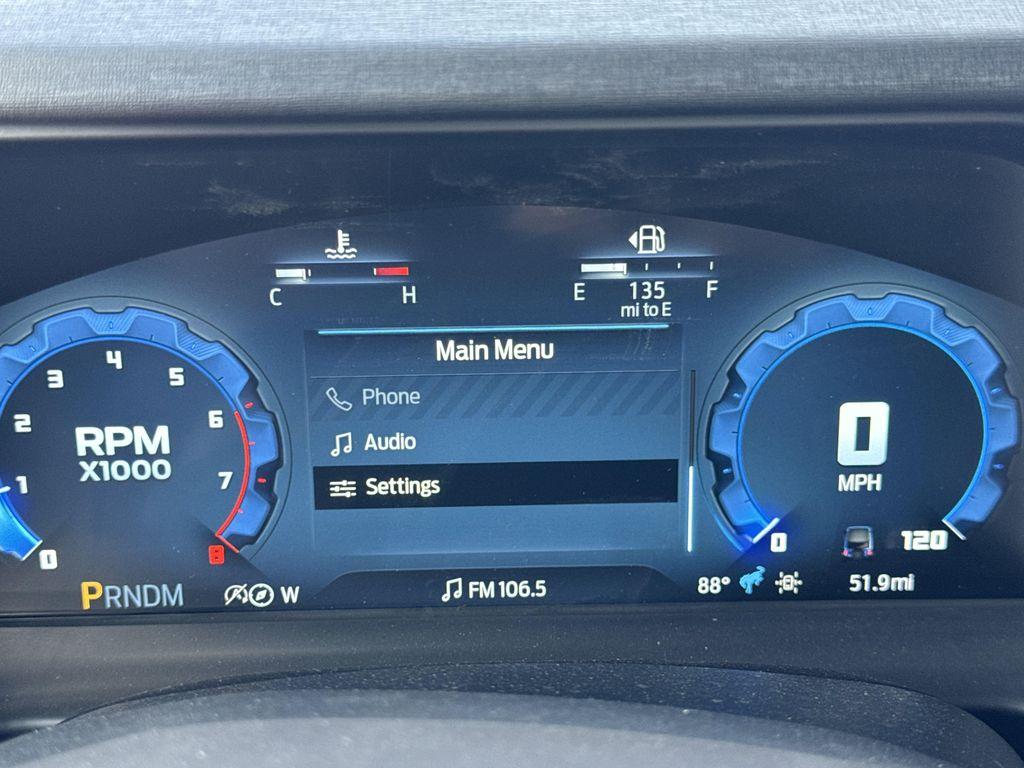 C H
E 135 F
mi to E
Main Menu
Phone
Audio
Settings
0
1
2
3
4
5
6
7
8
RPM
X1000
0
MPH
0
120
PRNDM
W
FM 106.5
88°
51.9mi